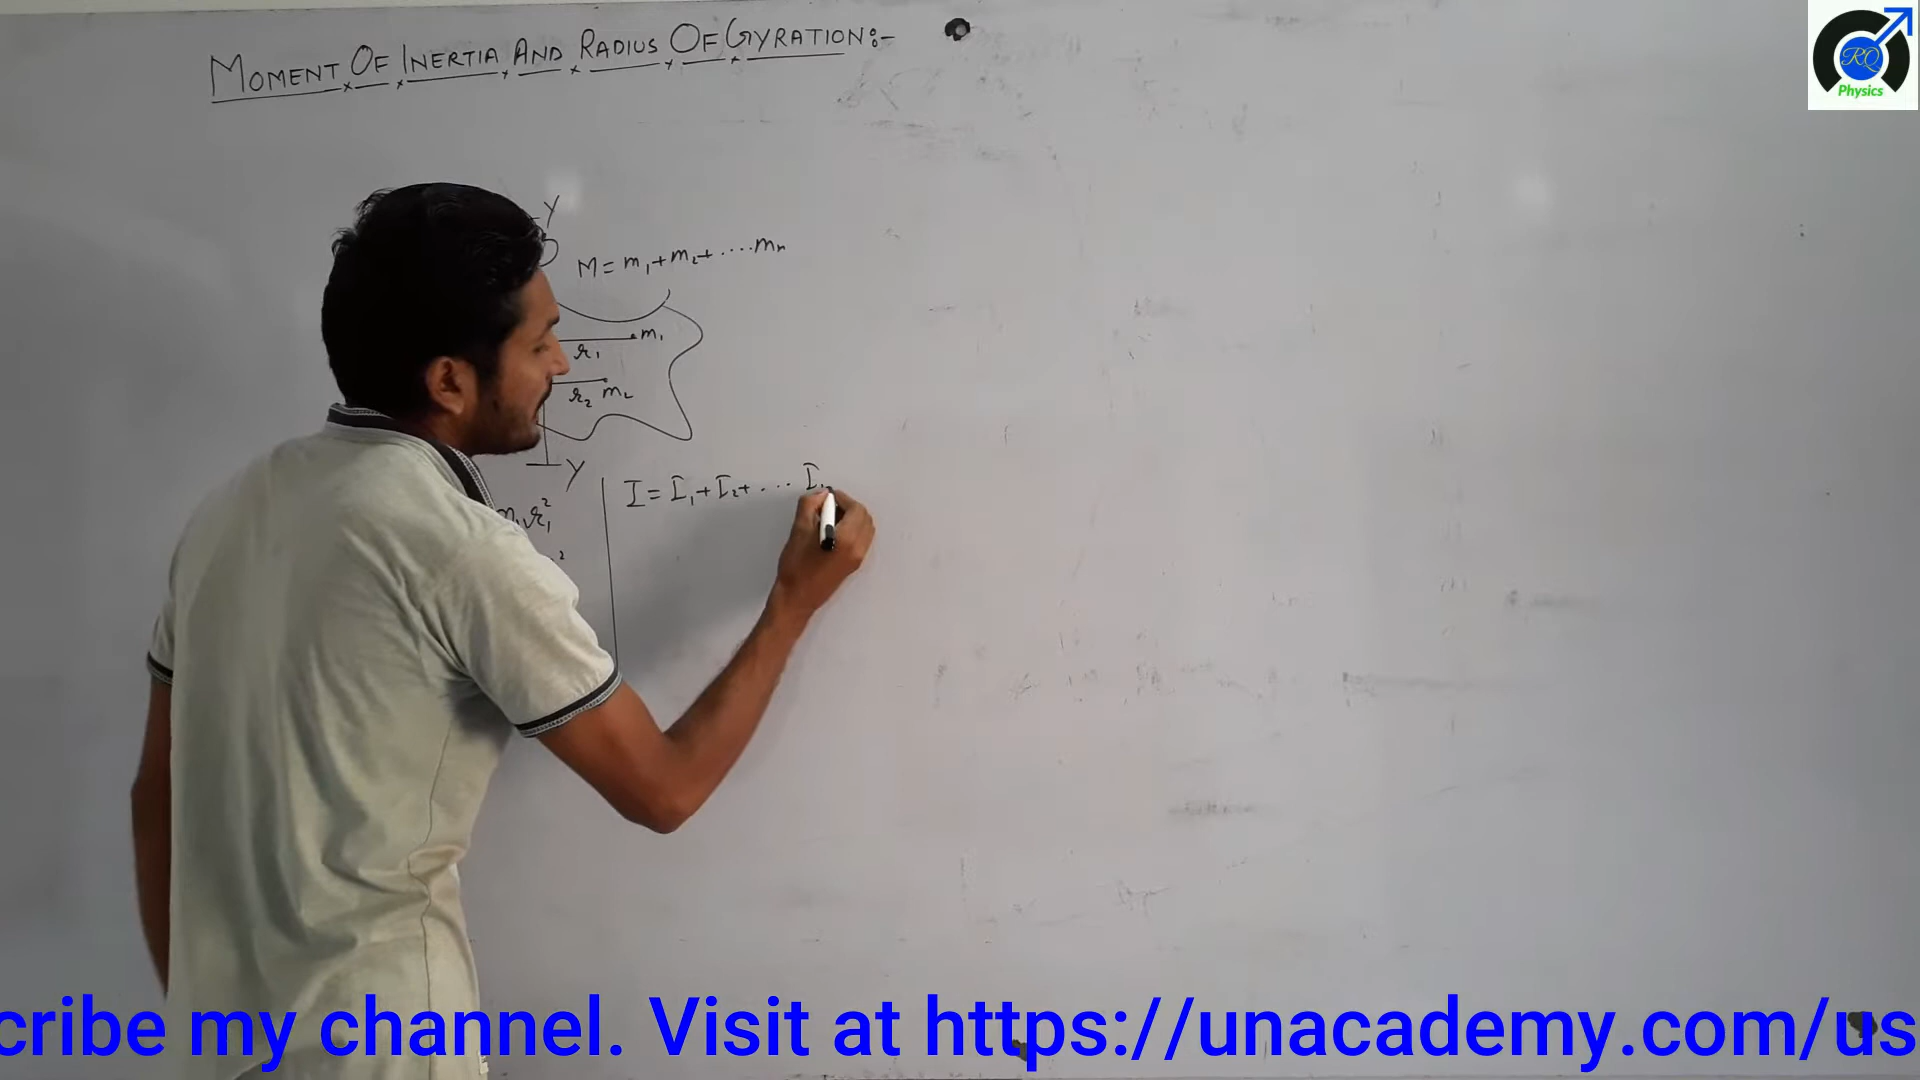 MOMENT OF INERTIA AND RADIUS OF GYRATION:-
RQ
Physics
Y
M = m₁+m₂+ ....mₙ
m₁
r₁
r₂ m₂
Y
I = I₁+I₂+ ... Iₙ
m₁r₁²
²
cribe my channel. Visit at https://unacademy.com/us